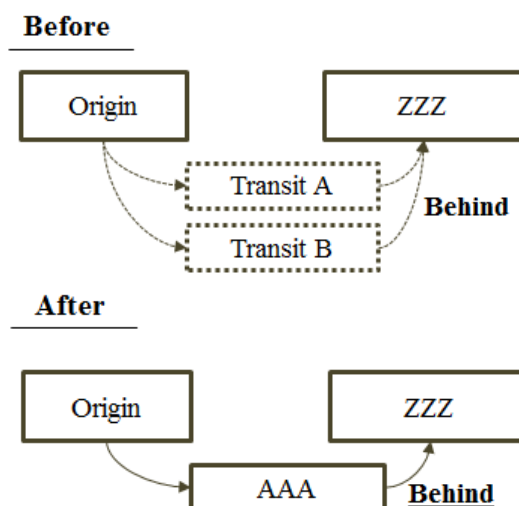 Before
Origin
ZZZ
Transit A
Behind
Transit B
After
Origin
ZZZ
AAA
Behind